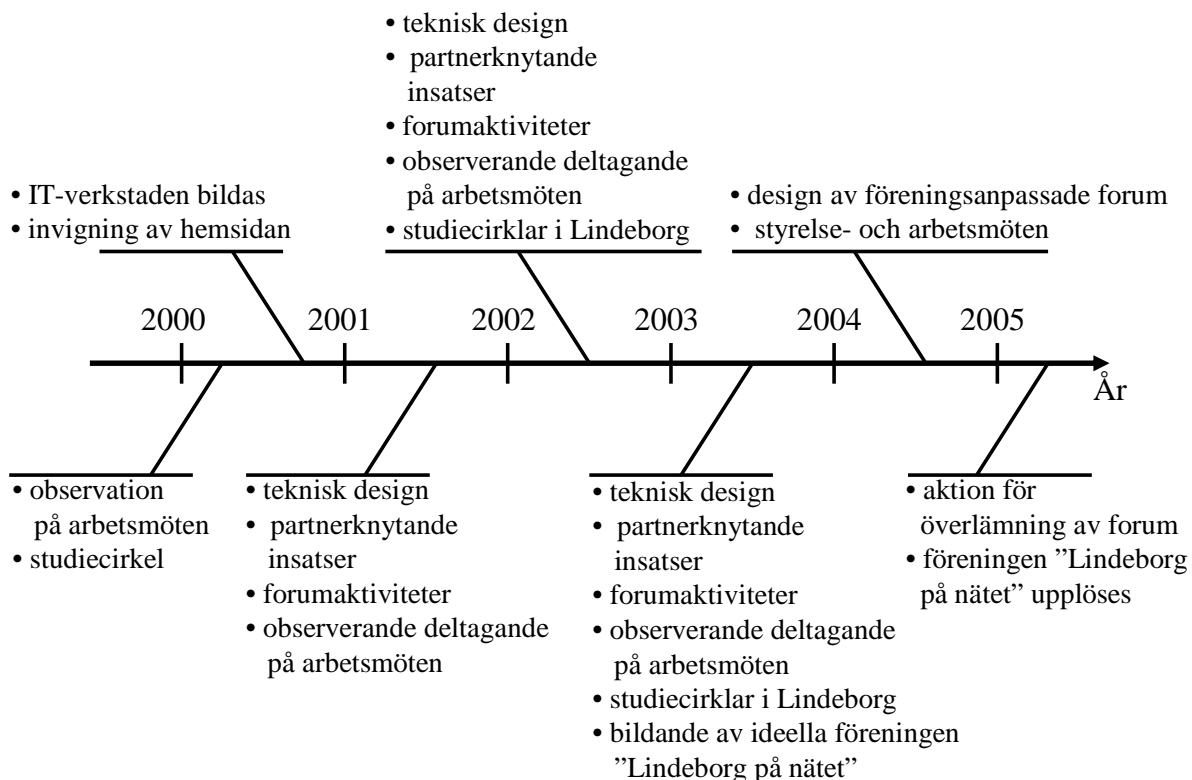 • teknisk design
• partnerknytande
insatser
• forumaktiviteter
• observerande deltagande
på arbetsmöten
• studiecirklar i Lindeborg
• IT-verkstaden bildas
• invigning av hemsidan
• design av föreningsanpassade forum
• styrelse- och arbetsmöten
2000
2001
2002
2003
2004
2005
År
• observation
på arbetsmöten
• studiecirkel
• teknisk design
• partnerknytande
insatser
• forumaktiviteter
• observerande deltagande
på arbetsmöten
• teknisk design
• partnerknytande
insatser
• forumaktiviteter
• observerande deltagande
på arbetsmöten
• studiecirklar i Lindeborg
• bildande av ideella föreningen
”Lindeborg på nätet”
• aktion för
överlämning av forum
• föreningen ”Lindeborg
på nätet” upplöses